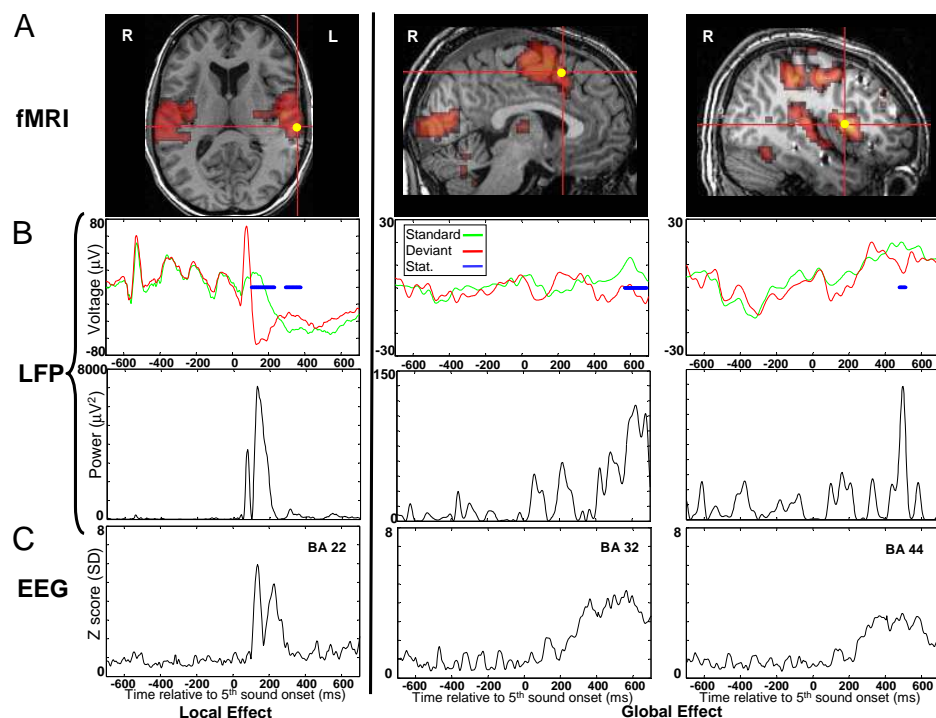 A
fMRI
R L
R
R
B
LFP
Voltage (µV)
80
-80
-600 -400 -200 0 200 400 600
30
-30
Standard
Deviant
Stat.
-600 -400 -200 0 200 400 600
30
-30
-600 -400 -200 0 200 400 600
Power (µV²)
8000
0
150
0
C
EEG
Z score (SD)
8
0
BA 22
-600 -400 -200 0 200 400 600
Time relative to 5th sound onset (ms)
Local Effect
8
0
BA 32
-600 -400 -200 0 200 400 600
Time relative to 5th sound onset (ms)
8
0
BA 44
-600 -400 -200 0 200 400 600
Time relative to 5th sound onset (ms)
Global Effect